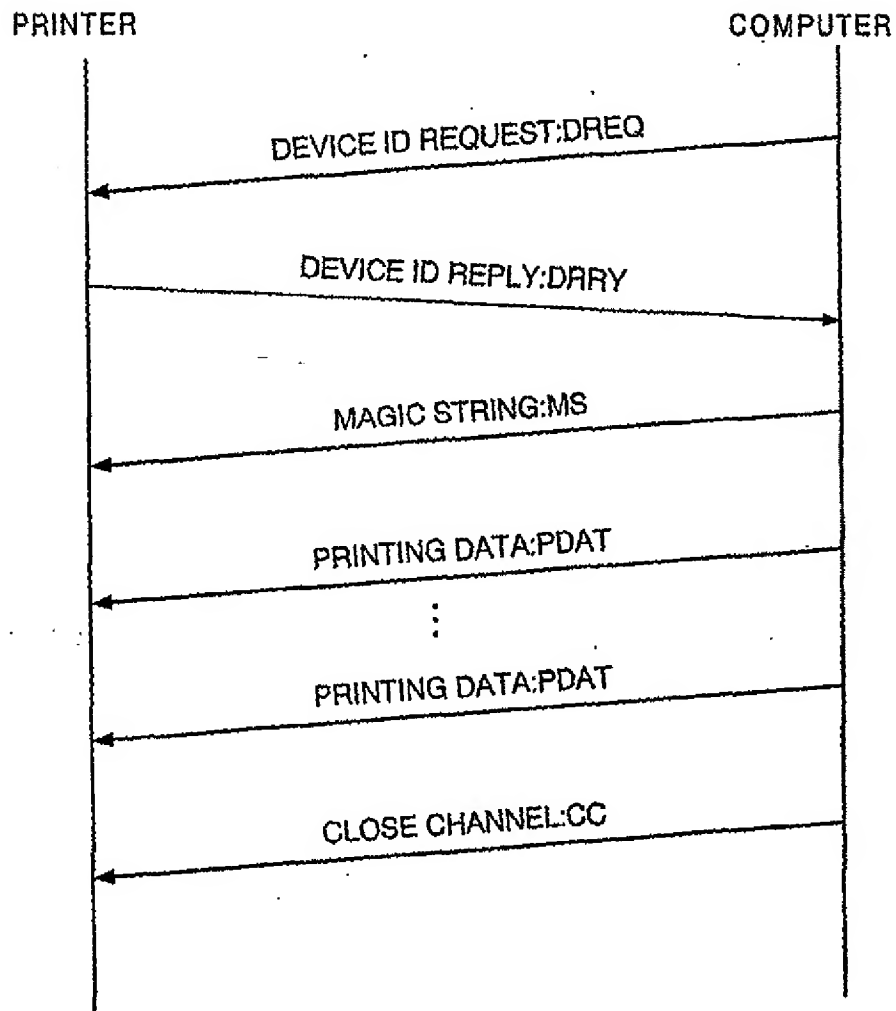 PRINTER
COMPUTER
DEVICE ID REQUEST:DREQ
DEVICE ID REPLY:DRRY
MAGIC STRING:MS
PRINTING DATA:PDAT
PRINTING DATA:PDAT
CLOSE CHANNEL:CC